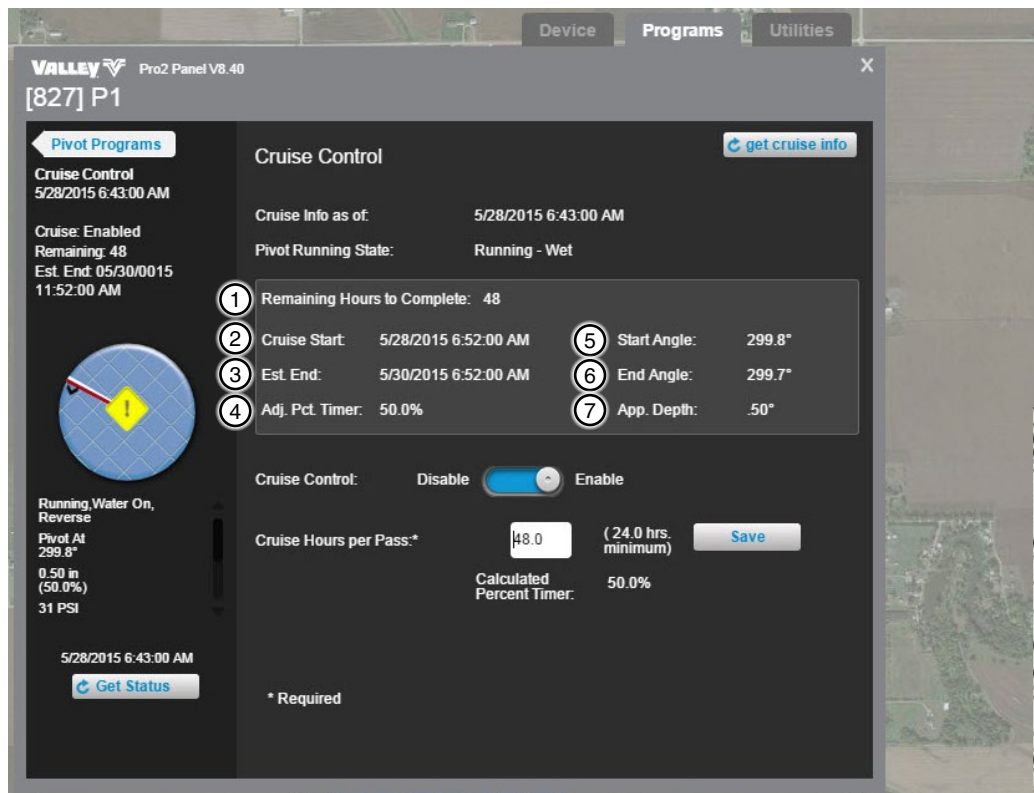 Device Programs Utilities
VALLEY Pro2 Panel V8.40 X
[827] P1
Pivot Programs
Cruise Control
5/28/2015 6:43:00 AM
Cruise: Enabled
Remaining: 48
Est. End: 05/30/0015
11:52:00 AM
!
Running,Water On,
Reverse
Pivot At
299.8°
0.50 in
(50.0%)
31 PSI
5/28/2015 6:43:00 AM
Get Status
Cruise Control get cruise info
Cruise Info as of: 5/28/2015 6:43:00 AM
Pivot Running State: Running - Wet
1 Remaining Hours to Complete: 48
2 Cruise Start: 5/28/2015 6:52:00 AM 5 Start Angle: 299.8°
3 Est. End: 5/30/2015 6:52:00 AM 6 End Angle: 299.7°
4 Adj. Pct. Timer: 50.0% 7 App. Depth: .50°
Cruise Control: Disable Enable
Cruise Hours per Pass:* 48.0 ( 24.0 hrs. minimum) Save
Calculated Percent Timer: 50.0%
* Required